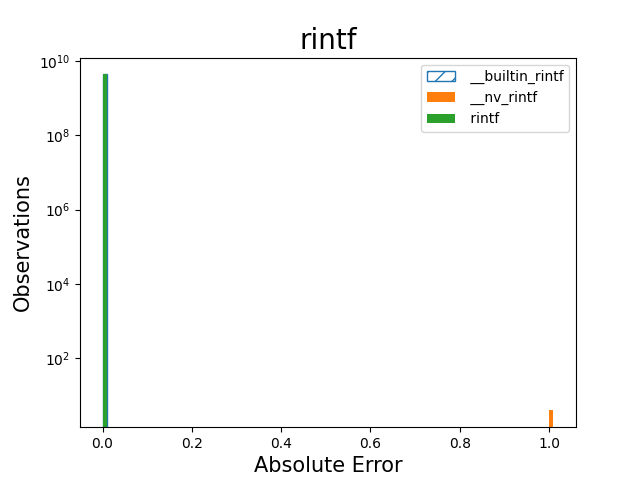 rintf
__builtin_rintf
__nv_rintf
rintf
Observations
10^10
10^8
10^6
10^4
10^2
0.0 0.2 0.4 0.6 0.8 1.0
Absolute Error